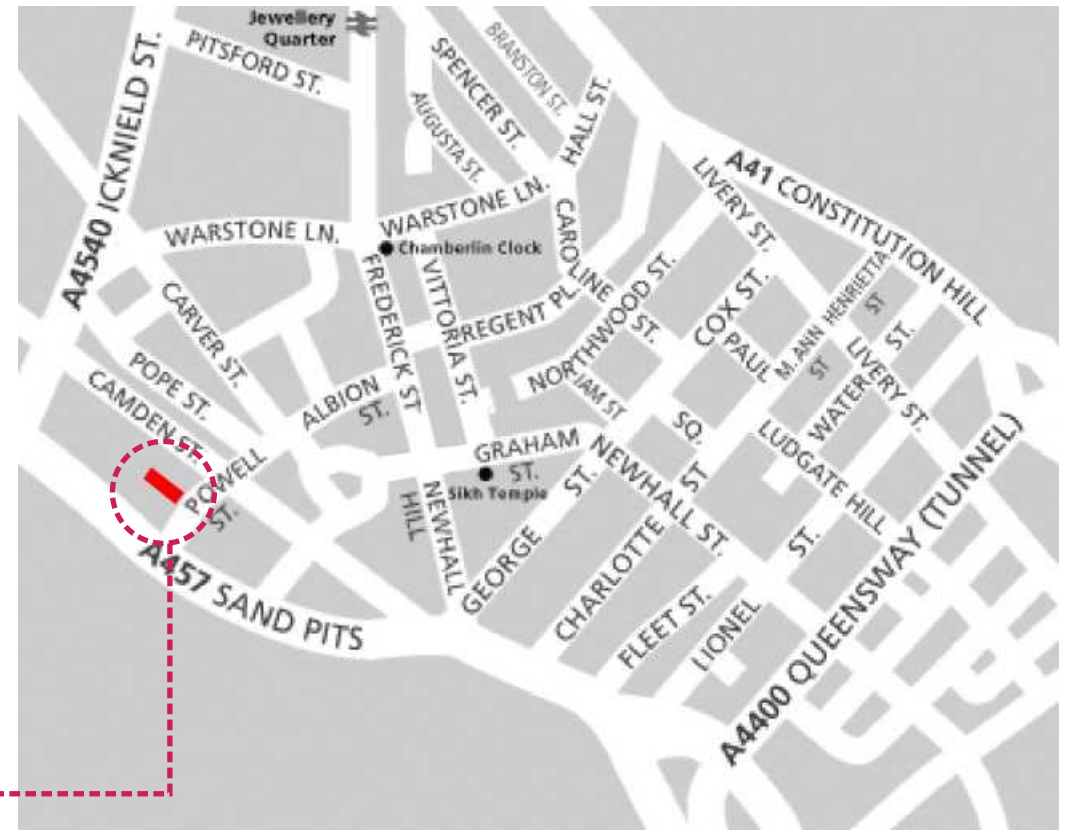 Jewellery
Quarter
PITSFORD ST.
A4540 ICKNIELD ST.
SPENCER ST.
BRANSTON ST.
AUGUSTA ST.
HALL ST.
WARSTONE LN.
WARSTONE LN.
Chamberlin Clock
CAROLINE
ST.
LIVERY ST.
A41 CONSTITUTION HILL
FREDERICK ST
VITTORIA ST.
REGENT PL
NORTHWOOD ST.
COX ST.
M. ANN
ST
HENRIETTA
ST
CARVER ST.
POPE ST.
CAMDEN ST.
ALBION
ST.
JAM ST
PAUL
SQ.
LIVERY ST.
WATER
ST.
LUDGATE HILL
POWELL
ST.
GRAHAM
ST.
Sikh Temple
NEWHALL
HILL
NEWHALL ST.
GEORGE
ST.
CHARLOTTE
ST
FLEET ST.
LIONEL
ST.
A457 SAND PITS
A4400 QUEENSWAY (TUNNEL)